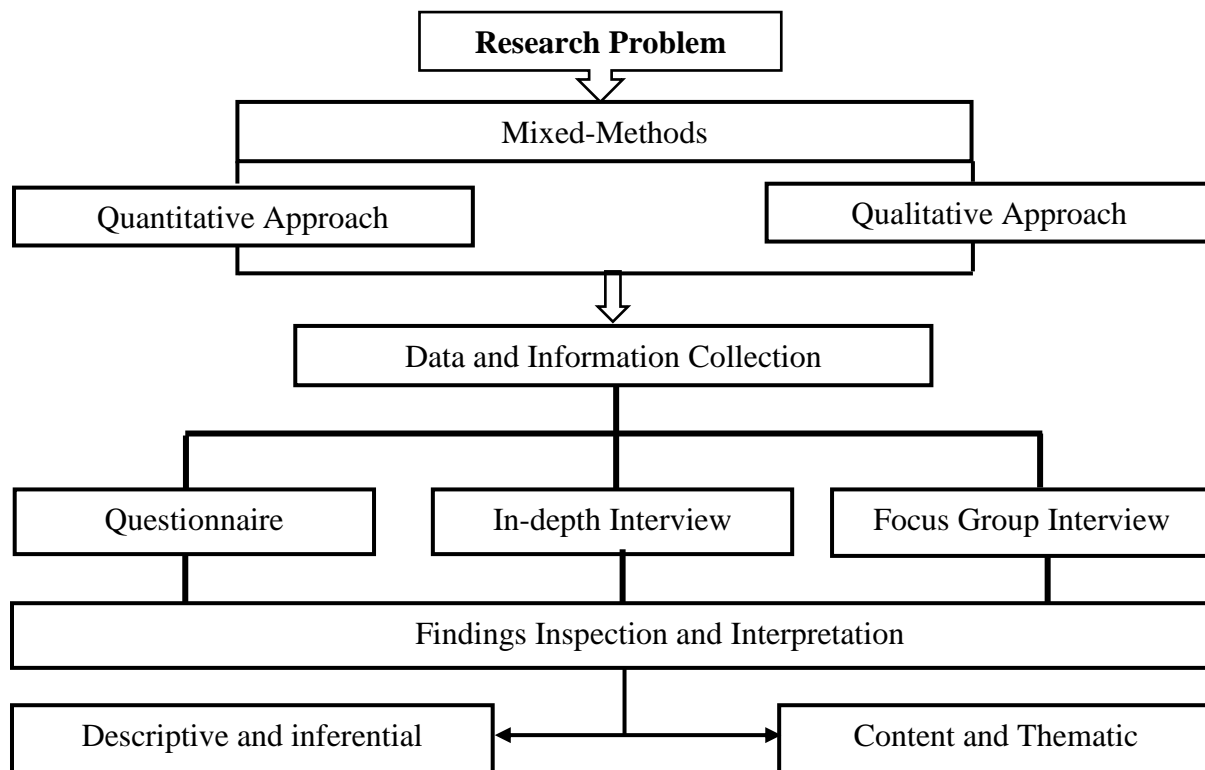 Research Problem
Mixed-Methods
Quantitative Approach
Qualitative Approach
Data and Information Collection
Questionnaire
In-depth Interview
Focus Group Interview
Findings Inspection and Interpretation
Descriptive and inferential
Content and Thematic